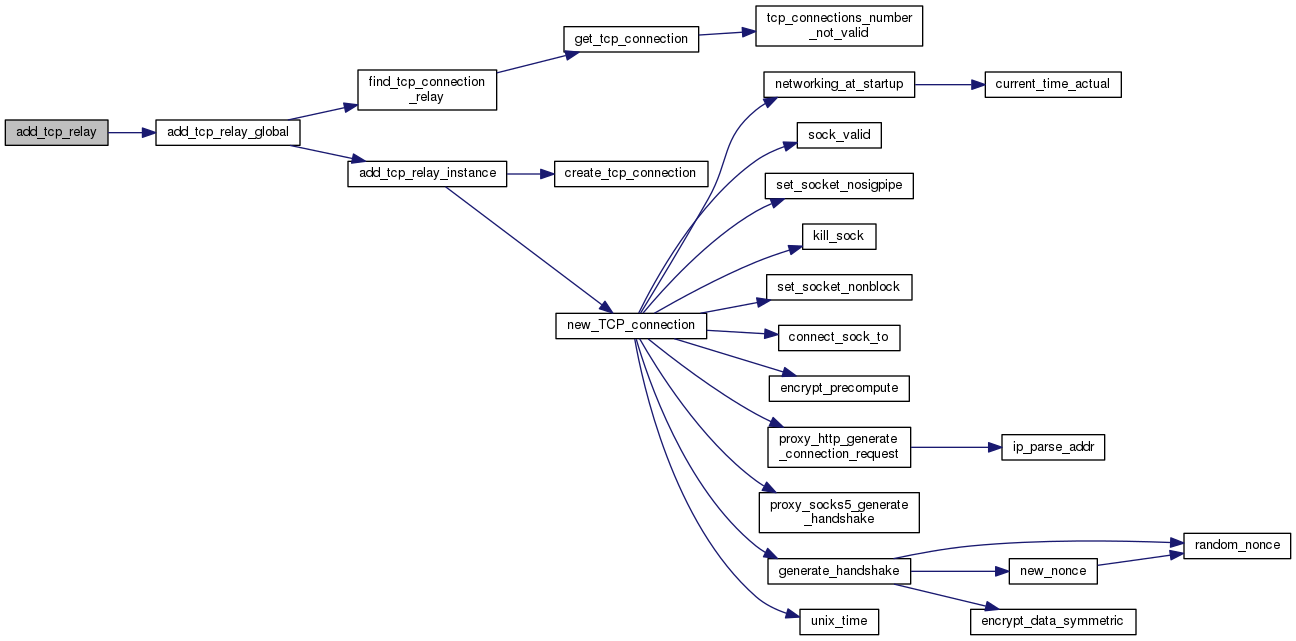 add_tcp_relay
add_tcp_relay_global
find_tcp_connection
_relay
get_tcp_connection
tcp_connections_number
_not_valid
add_tcp_relay_instance
create_tcp_connection
new_TCP_connection
networking_at_startup
current_time_actual
sock_valid
set_socket_nosigpipe
kill_sock
set_socket_nonblock
connect_sock_to
encrypt_precompute
proxy_http_generate
_connection_request
ip_parse_addr
proxy_socks5_generate
_handshake
generate_handshake
random_nonce
new_nonce
encrypt_data_symmetric
unix_time